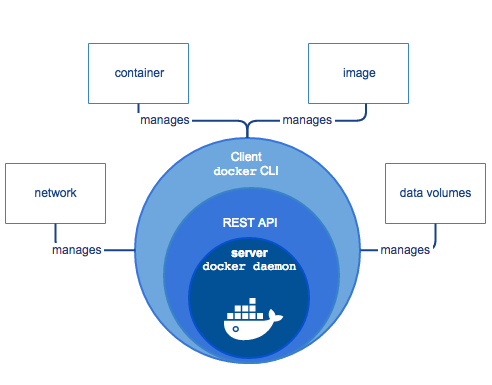 container
image
manages
manages
Client
docker CLI
network
data volumes
REST API
manages
manages
server
docker daemon